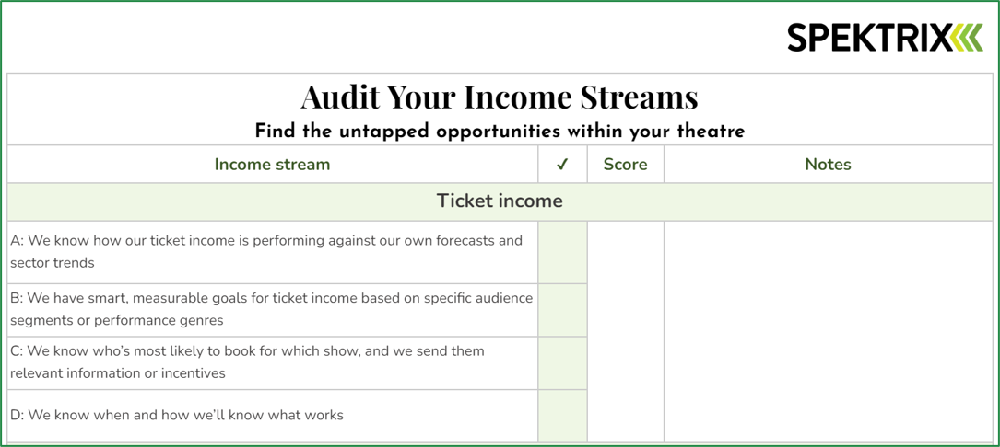 SPEKTRIX
Audit Your Income Streams
Find the untapped opportunities within your theatre
Income stream ✓ Score Notes
Ticket income
A: We know how our ticket income is performing against our own forecasts and
sector trends
B: We have smart, measurable goals for ticket income based on specific audience
segments or performance genres
C: We know who’s most likely to book for which show, and we send them
relevant information or incentives
D: We know when and how we’ll know what works